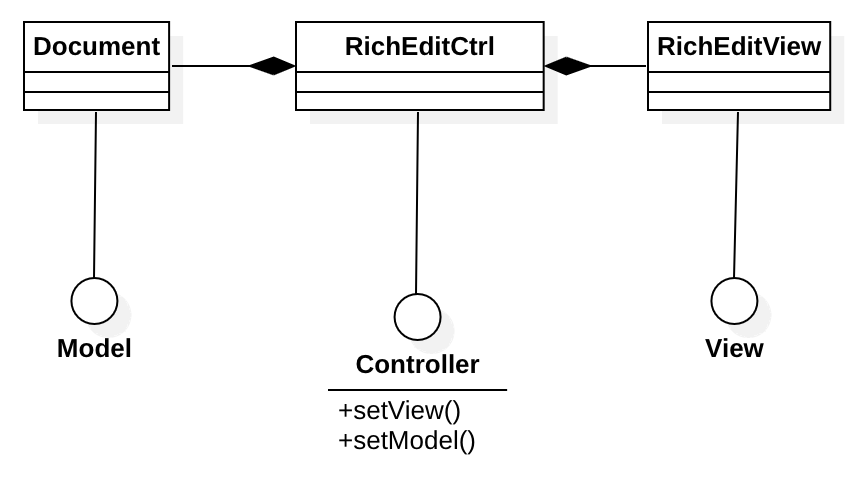 Document
RichEditCtrl
RichEditView
Model
Controller
+setView()
+setModel()
View